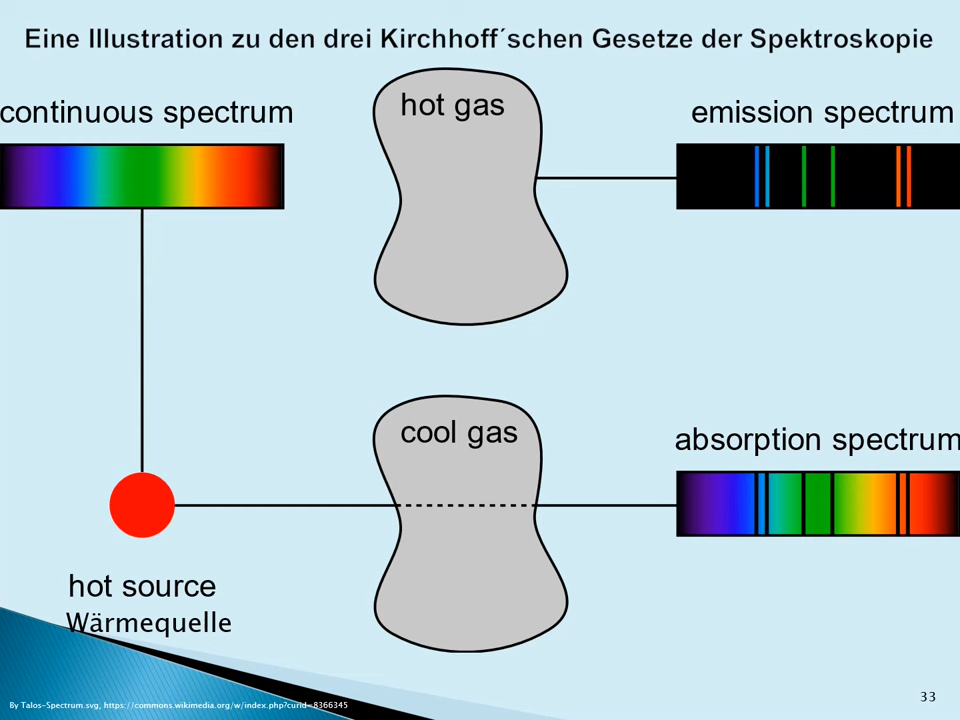 Eine Illustration zu den drei Kirchhoff´schen Gesetze der Spektroskopie
continuous spectrum
hot gas
emission spectrum
cool gas
absorption spectrum
hot source
Wärmequelle
By Talos-Spectrum.svg, https://commons.wikimedia.org/w/index.php?curid=8366345
33